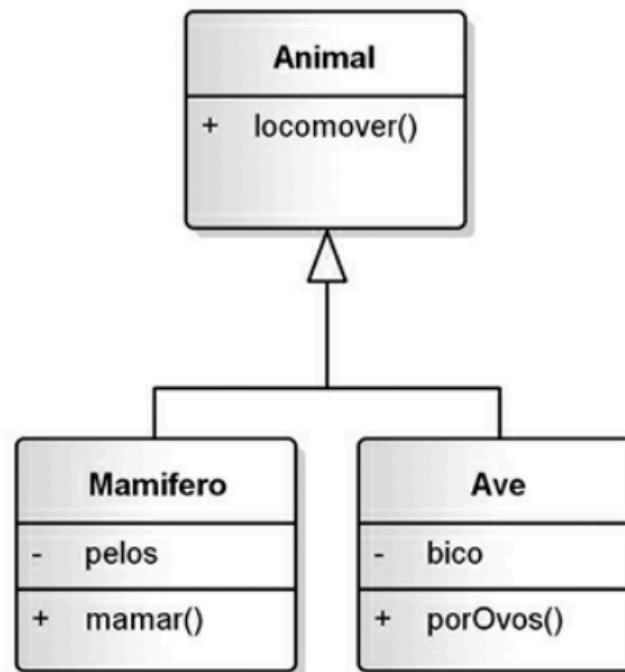 Animal
+ locomover()
Mamifero
- pelos
+ mamar()
Ave
- bico
+ porOvos()